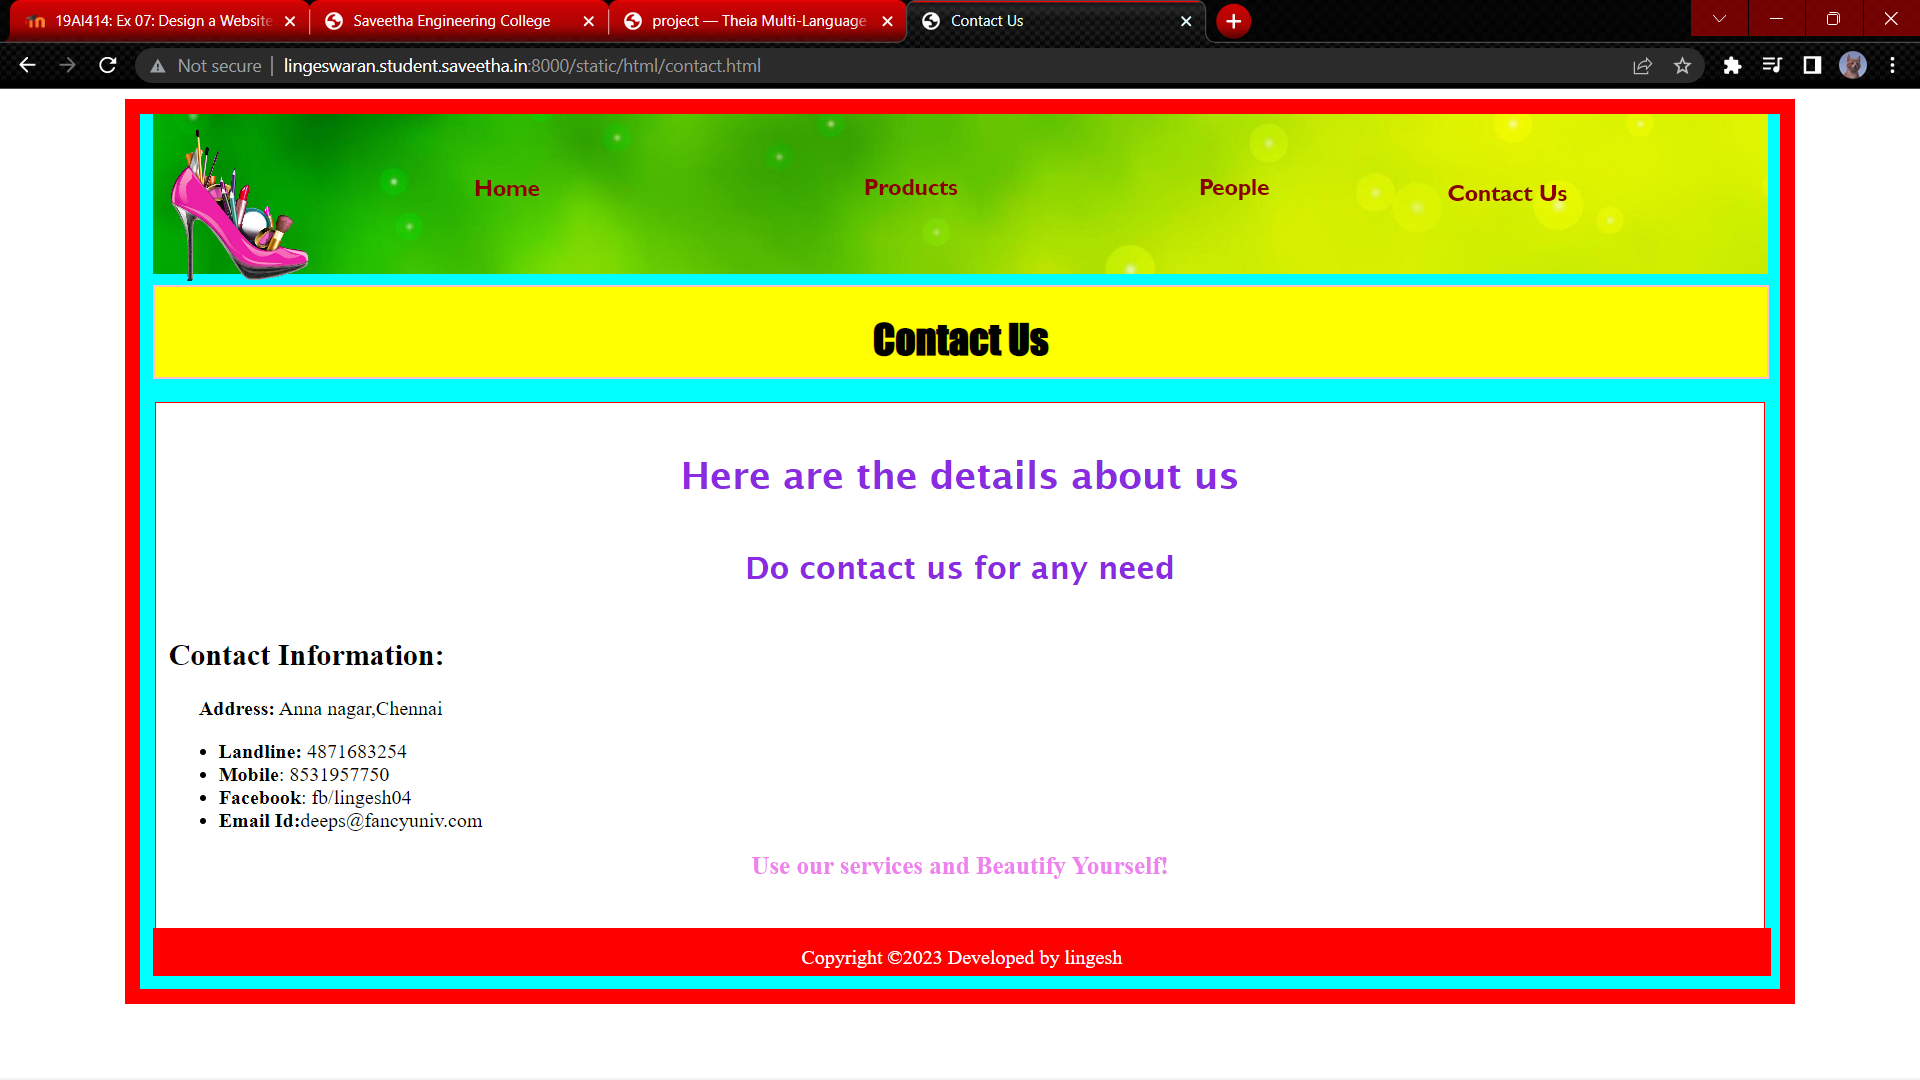 19AI414: Ex 07: Design a Website
Saveetha Engineering College
project — Theia Multi-Language
Contact Us
Not secure
lingeswaran.student.saveetha.in:8000/static/html/contact.html
Home
Products
People
Contact Us
Contact Us
Here are the details about us
Do contact us for any need
Contact Information:
Address: Anna nagar,Chennai
• Landline: 4871683254
• Mobile: 8531957750
• Facebook: fb/lingesh04
• Email Id:deeps@fancyuniv.com
Use our services and Beautify Yourself!
Copyright ©2023 Developed by lingesh